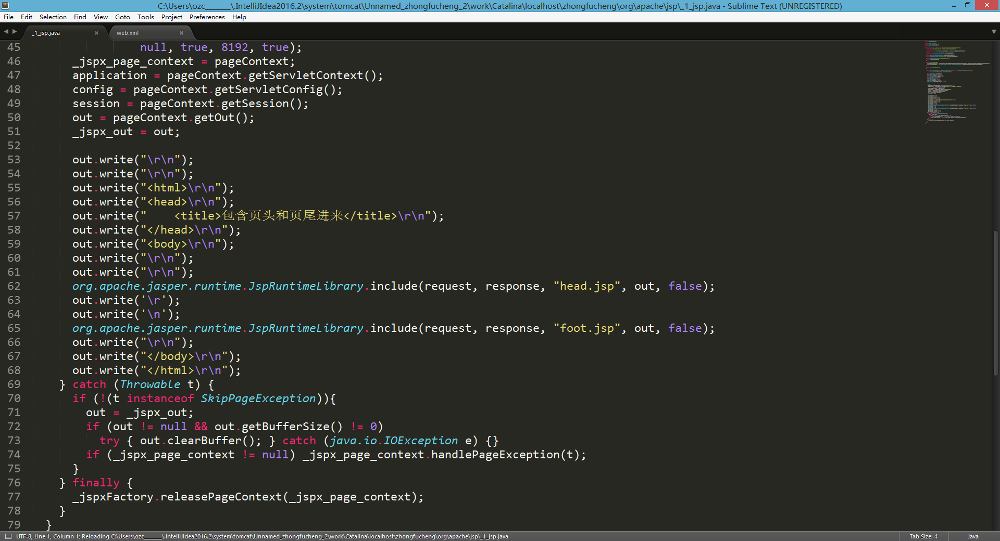 C:\Users\ozc_______\.IntelliJIdea2016.2\system\tomcat\Unnamed_zhongfucheng_2\work\Catalina\localhost\zhongfucheng\org\apache\jsp\_1_jsp.java - Sublime Text (UNREGISTERED)
File Edit Selection Find View Goto Tools Project Preferences Help
_1_jsp.java web.xml
45 null, true, 8192, true);
46 _jspx_page_context = pageContext;
47 application = pageContext.getServletContext();
48 config = pageContext.getServletConfig();
49 session = pageContext.getSession();
50 out = pageContext.getOut();
51 _jspx_out = out;
52
53 out.write("\r\n");
54 out.write("\r\n");
55 out.write("<html>\r\n");
56 out.write("<head>\r\n");
57 out.write("    <title>包含页头和页尾进来</title>\r\n");
58 out.write("</head>\r\n");
59 out.write("<body>\r\n");
60 out.write("\r\n");
61 out.write("\r\n");
62 org.apache.jasper.runtime.JspRuntimeLibrary.include(request, response, "head.jsp", out, false);
63 out.write('\r');
64 out.write('\n');
65 org.apache.jasper.runtime.JspRuntimeLibrary.include(request, response, "foot.jsp", out, false);
66 out.write("\r\n");
67 out.write("</body>\r\n");
68 out.write("</html>\r\n");
69 } catch (Throwable t) {
70 if (!(t instanceof SkipPageException)){
71 out = _jspx_out;
72 if (out != null && out.getBufferSize() != 0)
73 try { out.clearBuffer(); } catch (java.io.IOException e) {}
74 if (_jspx_page_context != null) _jspx_page_context.handlePageException(t);
75 }
76 } finally {
77 _jspxFactory.releasePageContext(_jspx_page_context);
78 }
79 }
UTF-8, Line 1, Column 1; Reloading C:\Users\ozc_______\.IntelliJIdea2016.2\system\tomcat\Unnamed_zhongfucheng_2\work\Catalina\localhost\zhongfucheng\org\apache\jsp\_1_jsp.java Tab Size: 4 Java